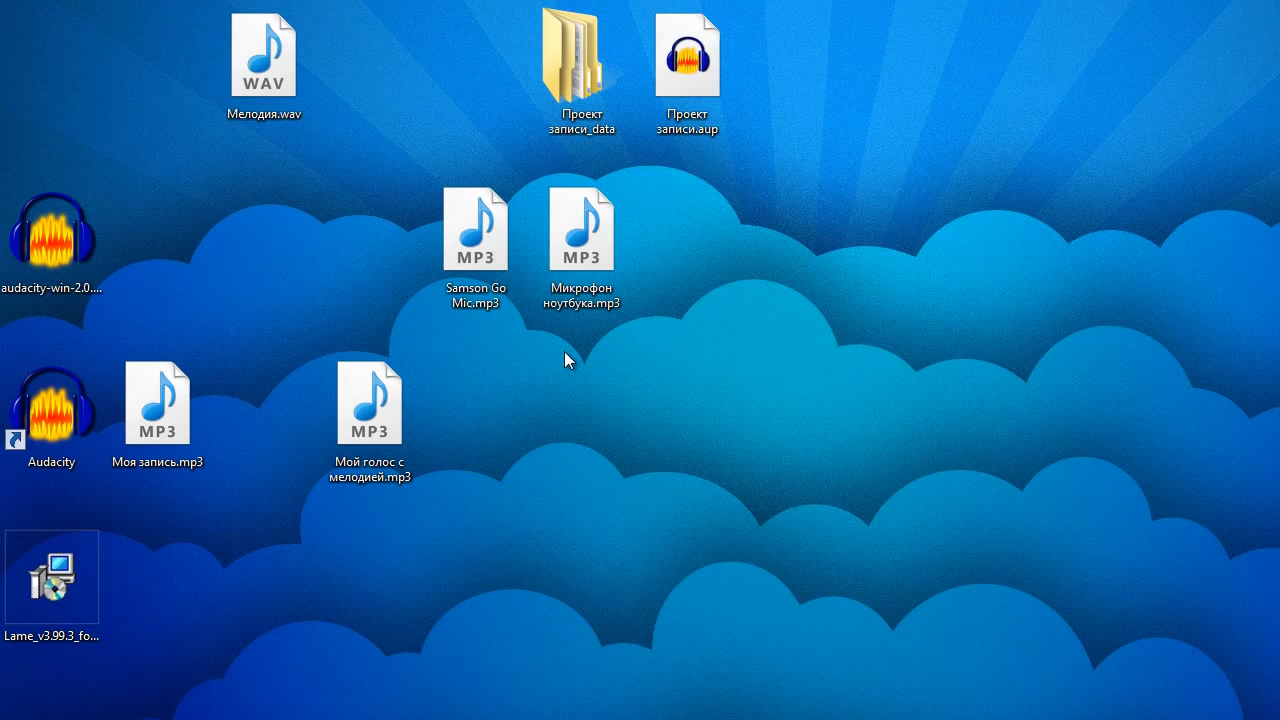 WAV
Мелодия.wav
Проект
записи_data
Проект
записи.aup
audacity-win-2.0....
MP3
Samson Go
Mic.mp3
MP3
Микрофон
ноутбука.mp3
Audacity
MP3
Моя запись.mp3
MP3
Мой голос с
мелодией.mp3
Lame_v3.99.3_fo...